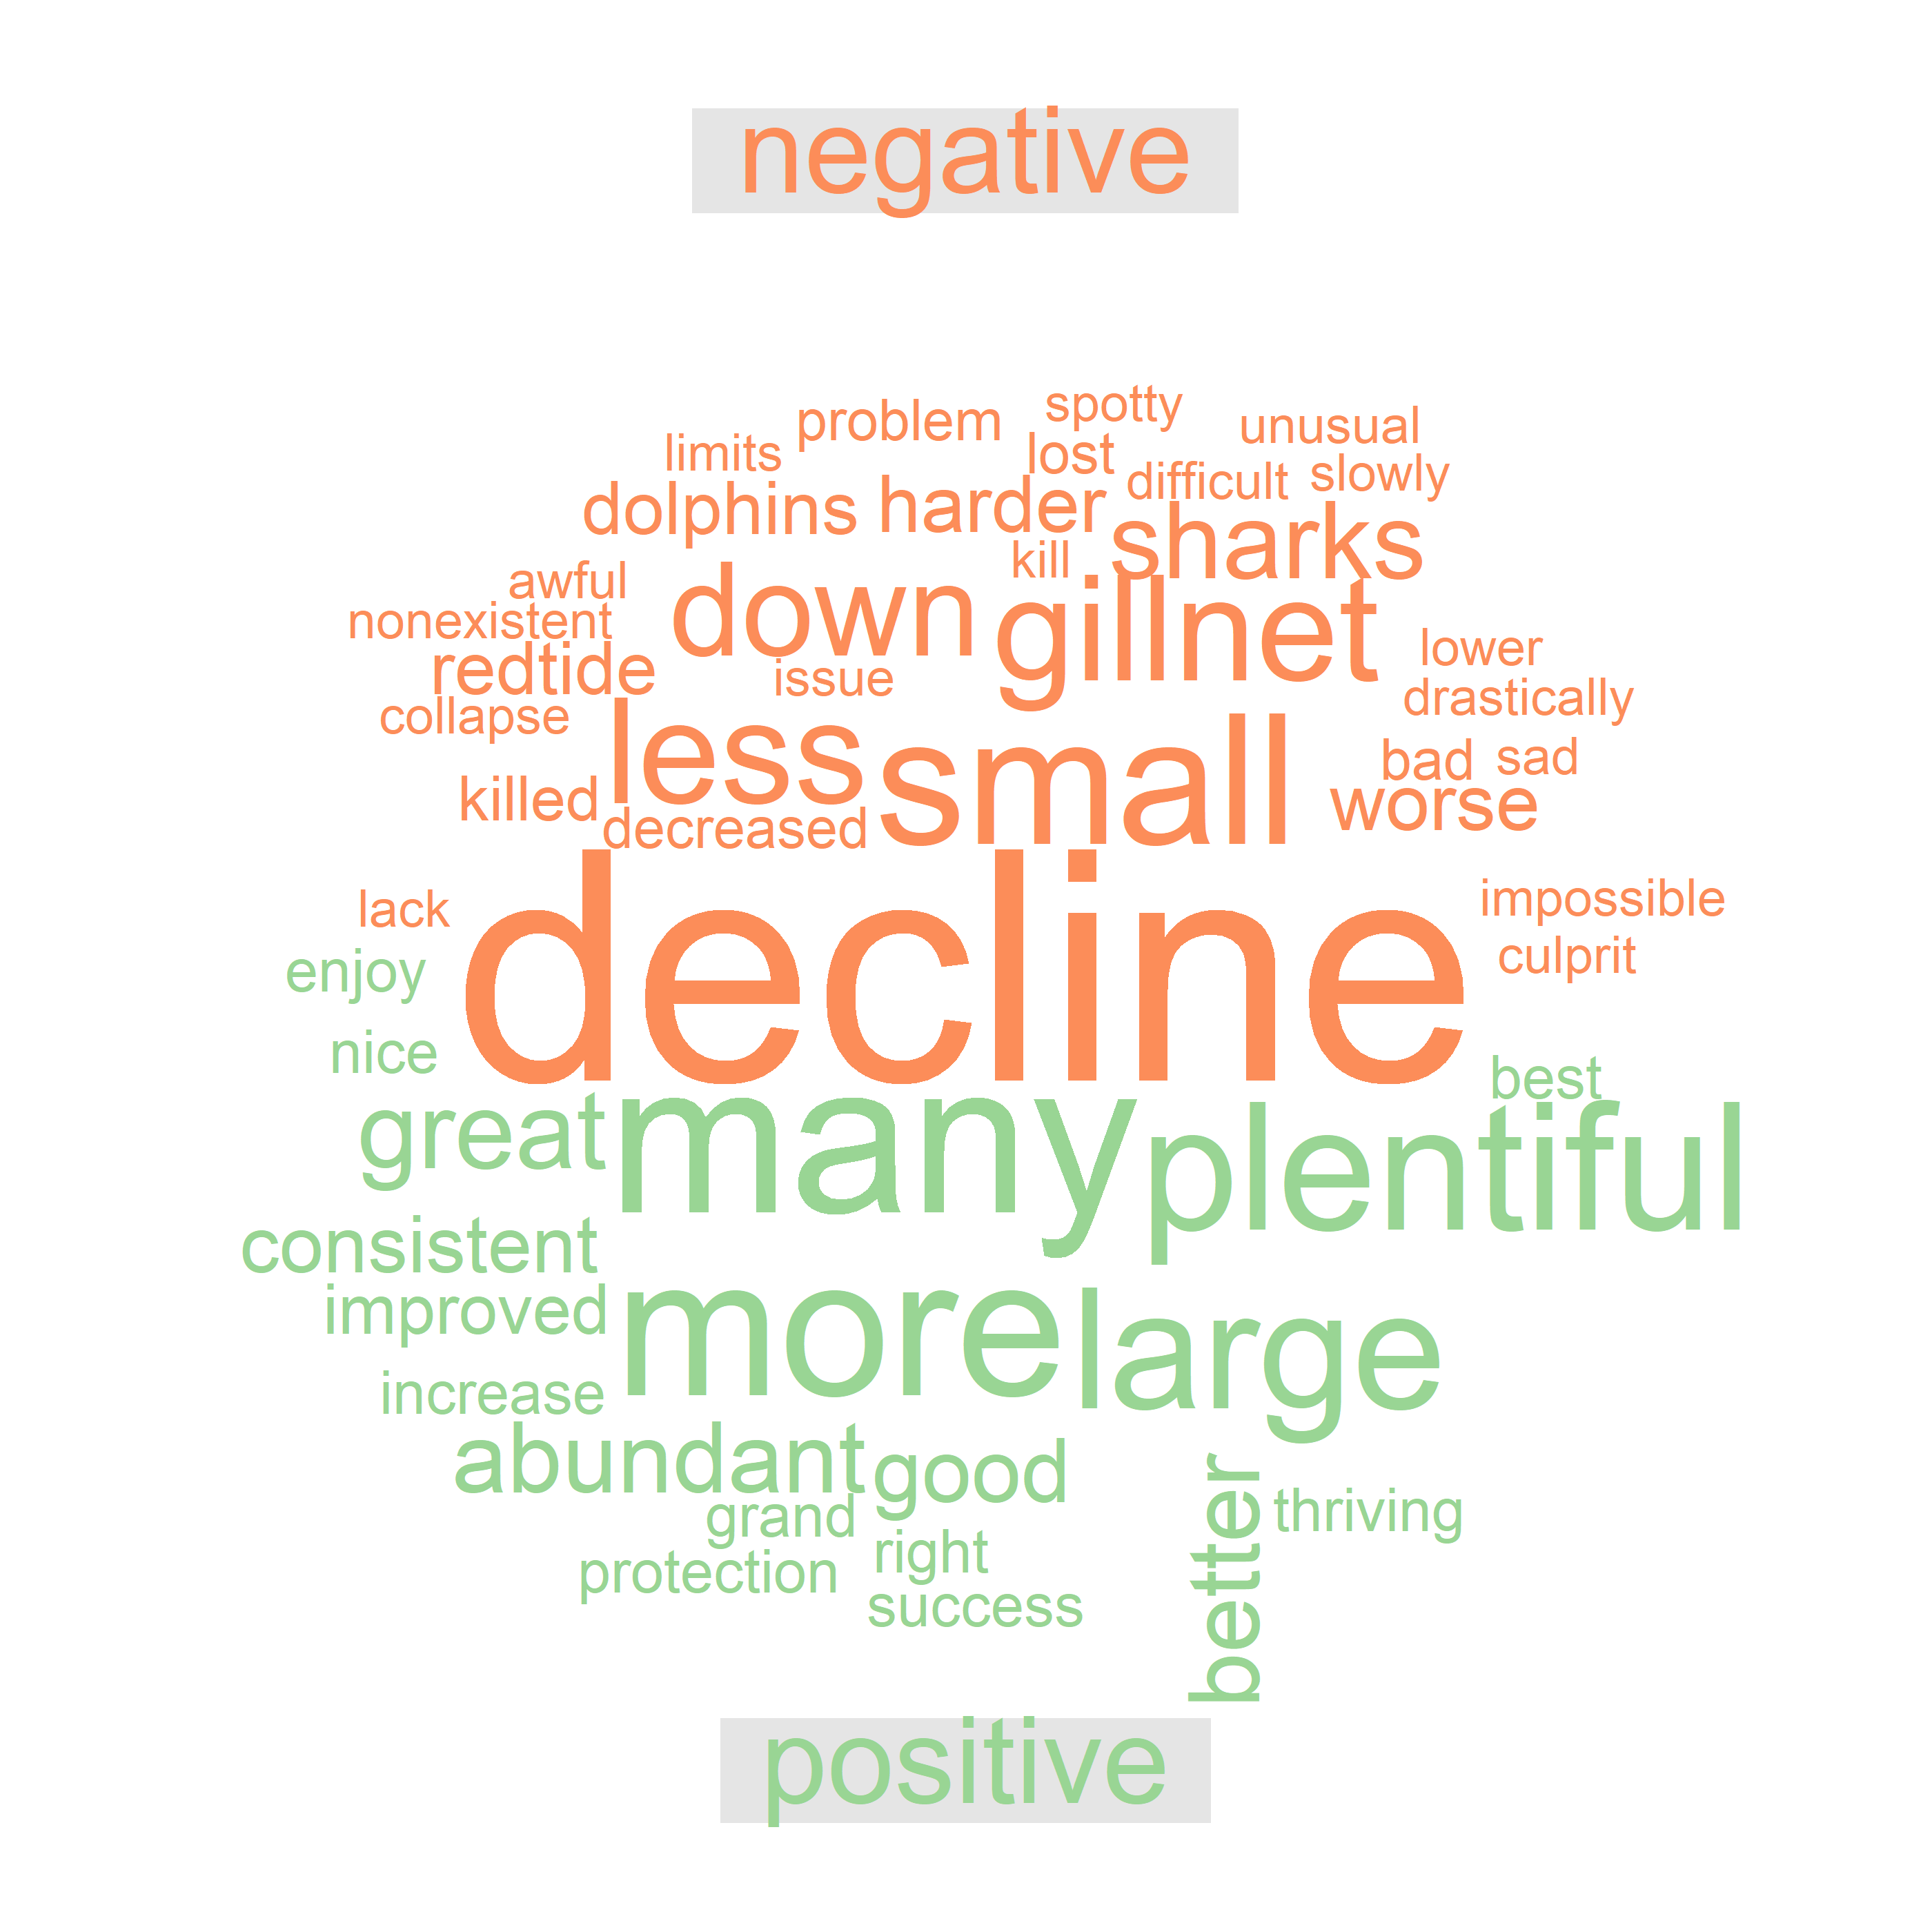 negative
spotty
problem
unusual
limits
lost
difficult
slowly
dolphins
harder
sharks
kill
awful
down
gillnet
nonexistent
redtide
issue
lower
collapse
drastically
less
small
bad
sad
killed
decreased
worse
lack
decline
impossible
culprit
enjoy
nice
best
great
many
plentiful
consistent
improved
more
large
increase
abundant
good
better
thriving
grand
right
protection
success
positive